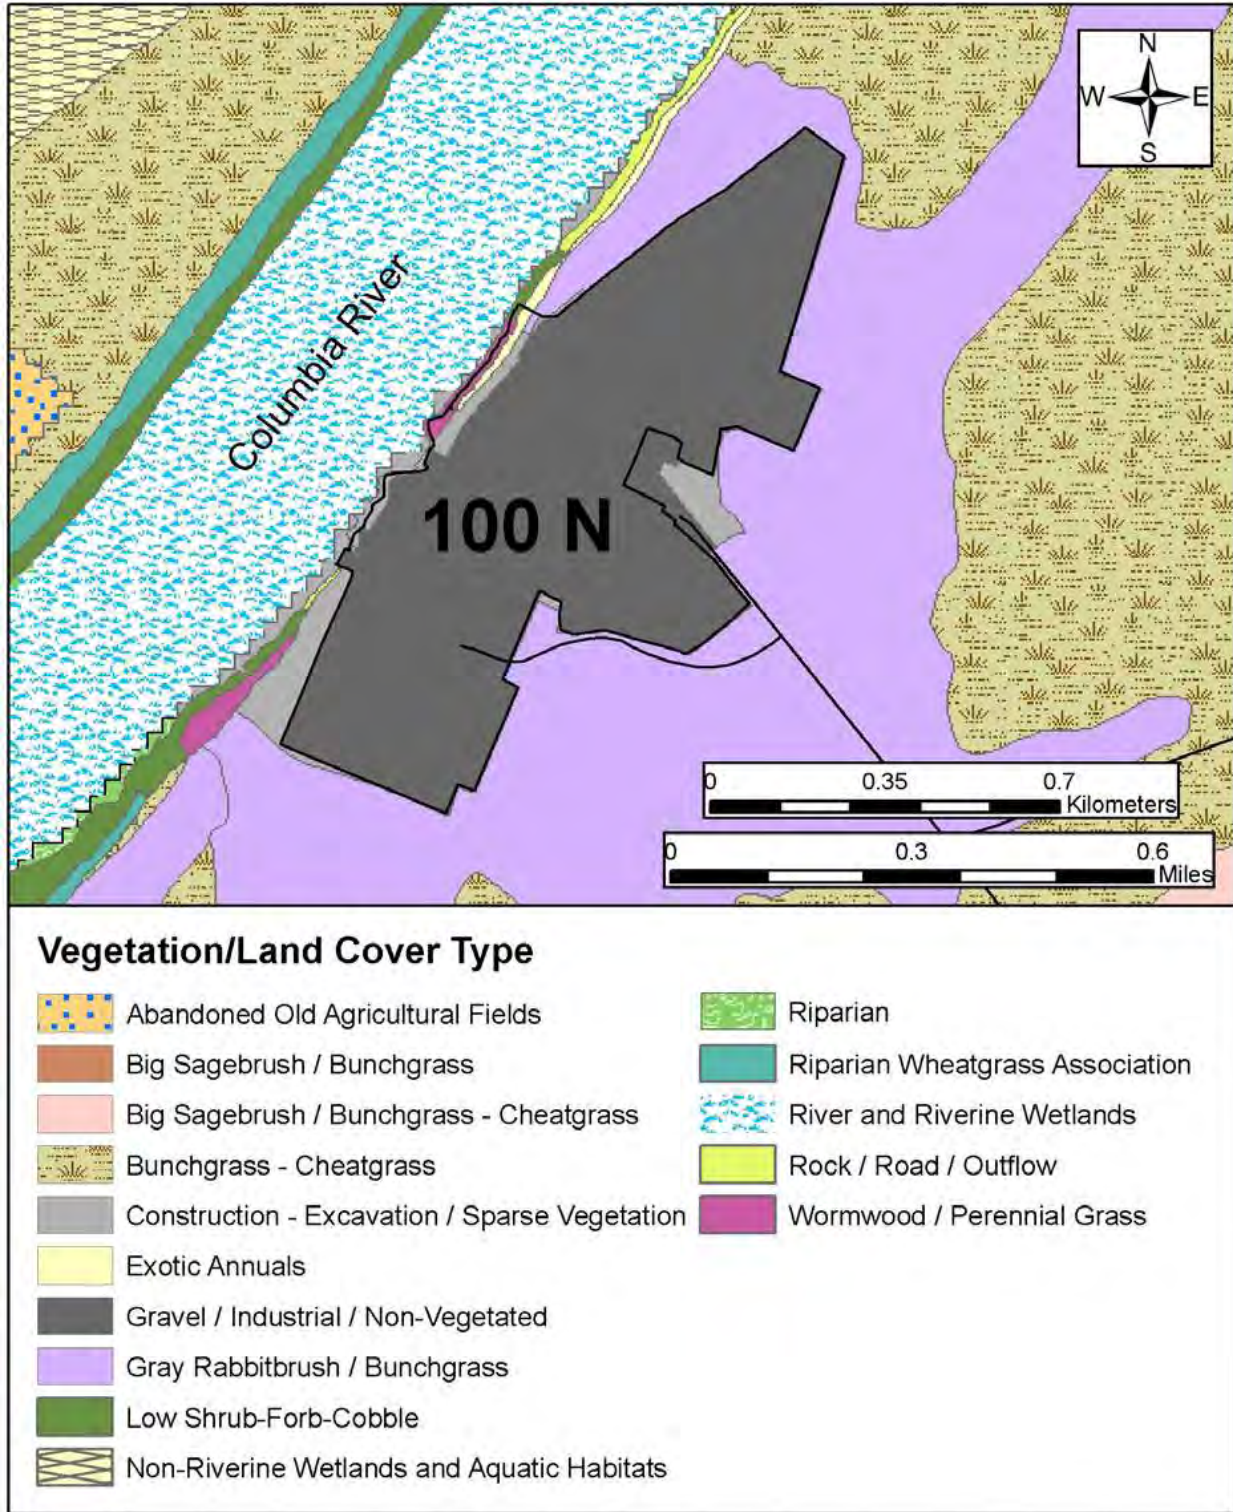 N
W E
S
Columbia River
100 N
0 0.35 0.7
Kilometers
0 0.3 0.6
Miles
Vegetation/Land Cover Type
Abandoned Old Agricultural Fields
Big Sagebrush / Bunchgrass
Big Sagebrush / Bunchgrass - Cheatgrass
Bunchgrass - Cheatgrass
Construction - Excavation / Sparse Vegetation
Exotic Annuals
Gravel / Industrial / Non-Vegetated
Gray Rabbitbrush / Bunchgrass
Low Shrub-Forb-Cobble
Non-Riverine Wetlands and Aquatic Habitats
Riparian
Riparian Wheatgrass Association
River and Riverine Wetlands
Rock / Road / Outflow
Wormwood / Perennial Grass